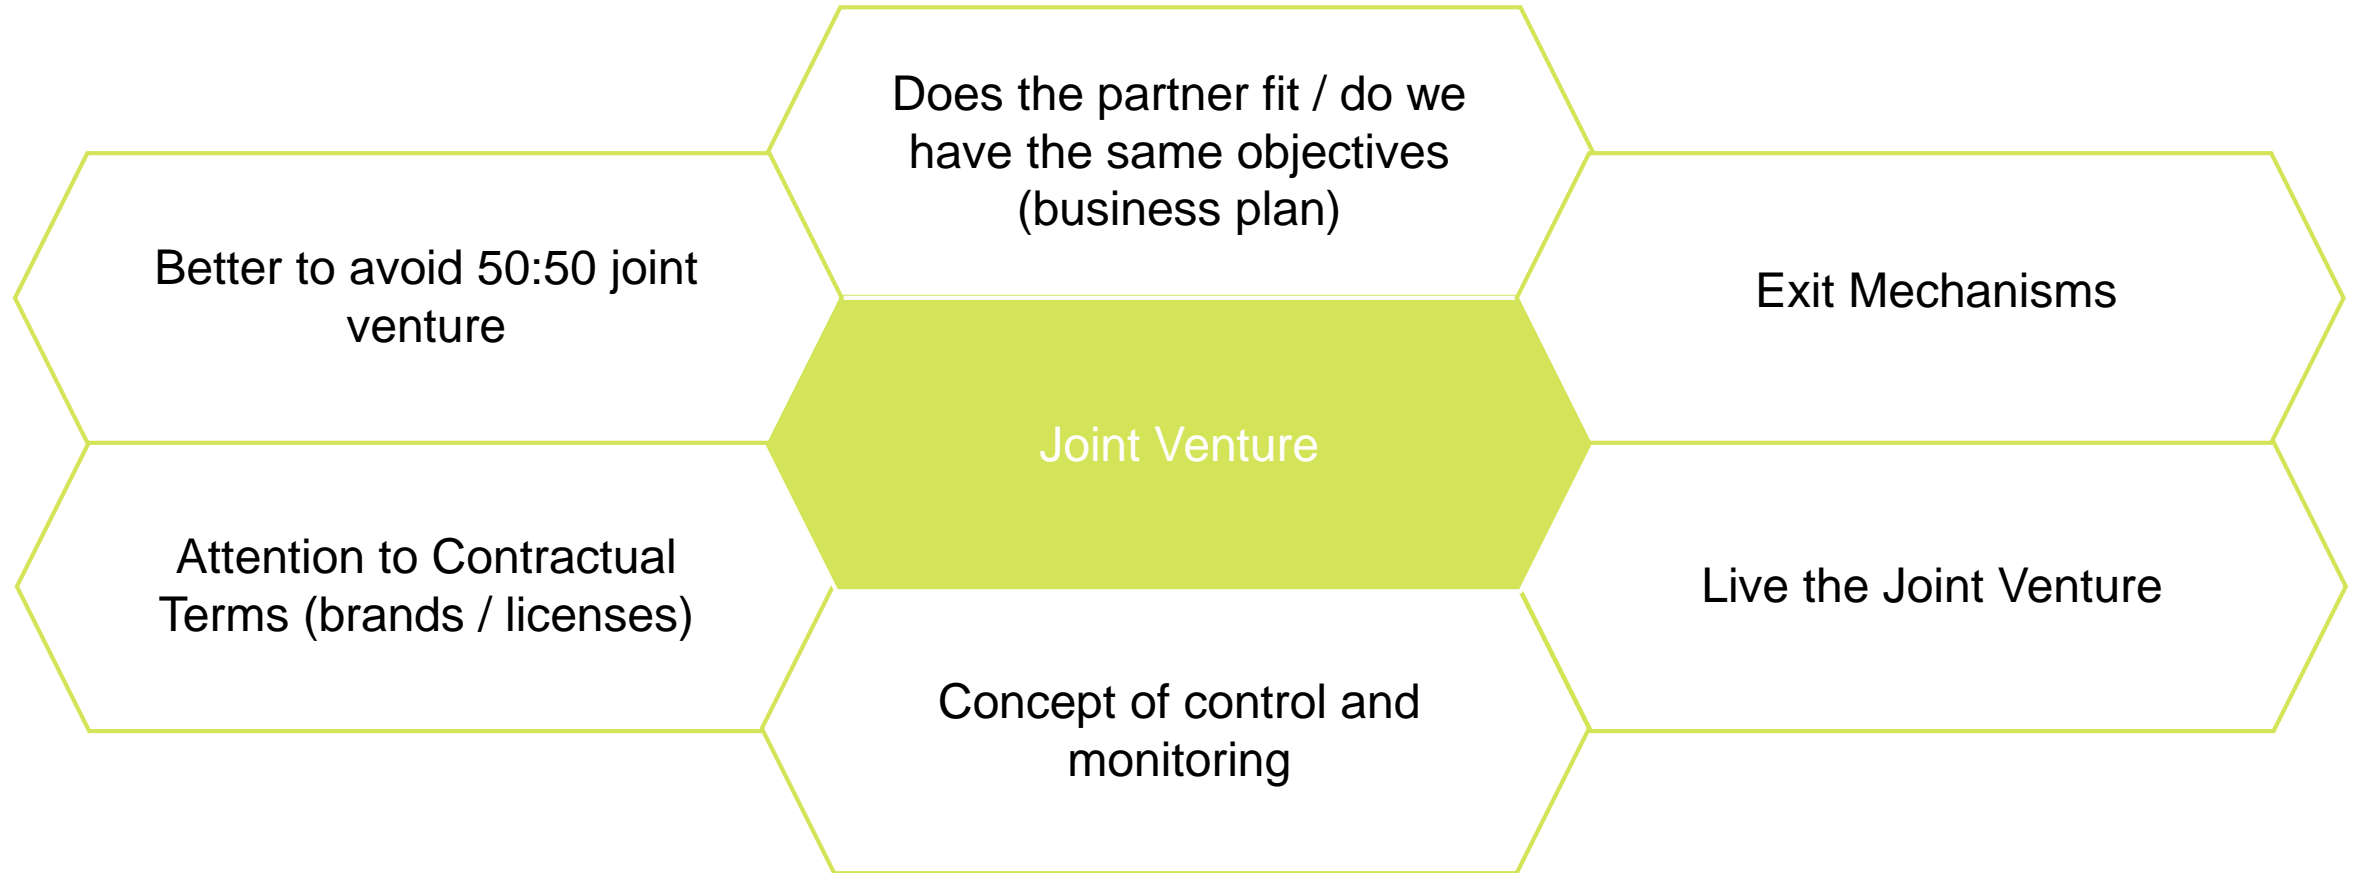 Does the partner fit / do we
have the same objectives
(business plan)
Better to avoid 50:50 joint
venture
Exit Mechanisms
Joint Venture
Attention to Contractual
Terms (brands / licenses)
Live the Joint Venture
Concept of control and
monitoring